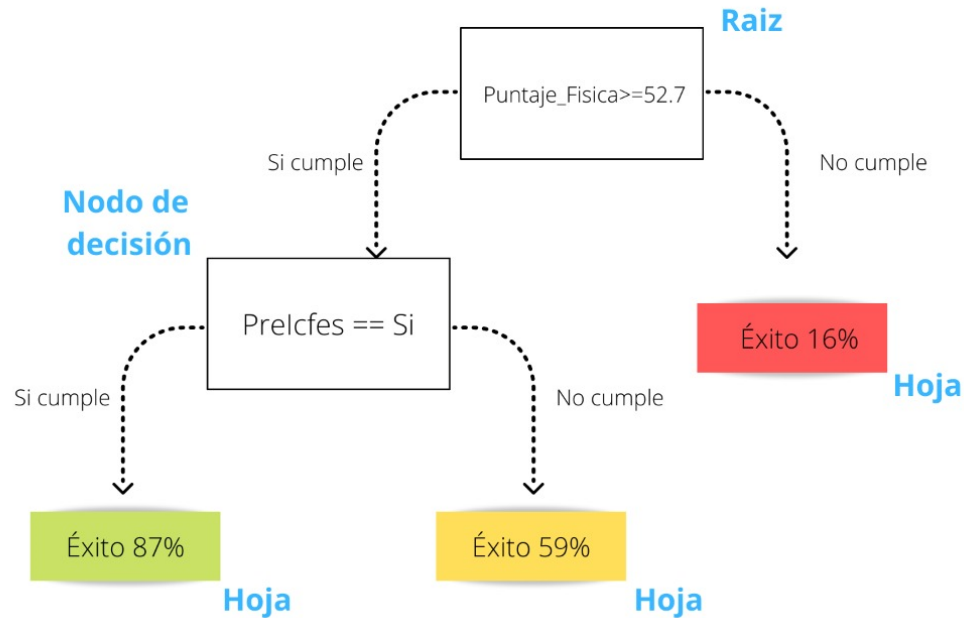 Raiz
Puntaje_Fisica>=52.7
Si cumple
No cumple
Nodo de
decisión
PreIcfes == Si
Éxito 16%
Hoja
Si cumple
No cumple
Éxito 87%
Éxito 59%
Hoja
Hoja